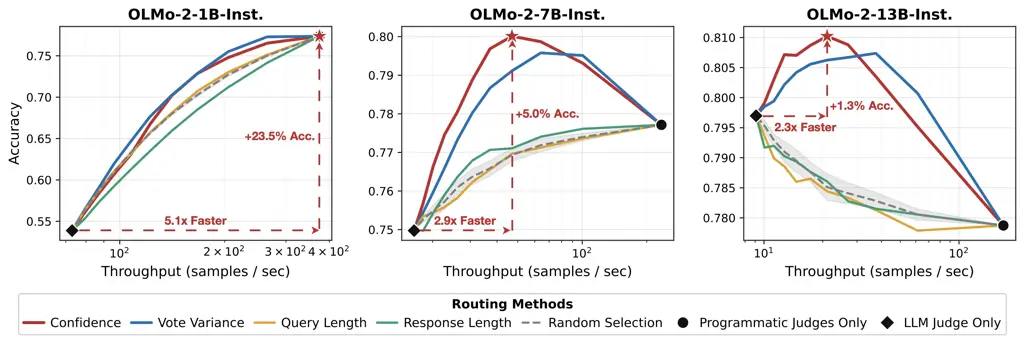 OLMo-2-1B-Inst.
Accuracy
0.75
0.70
0.65
0.60
0.55
+23.5% Acc.
5.1x Faster
10²
2×10²
3×10²
4×10²
Throughput (samples / sec)
OLMo-2-7B-Inst.
0.80
0.79
0.78
0.77
0.76
0.75
+5.0% Acc.
2.9x Faster
10²
Throughput (samples / sec)
OLMo-2-13B-Inst.
0.810
0.805
0.800
0.795
0.790
0.785
0.780
+1.3% Acc.
2.3x Faster
10¹
10²
Throughput (samples / sec)
Routing Methods
Confidence Vote Variance Query Length Response Length Random Selection Programmatic Judges Only LLM Judge Only